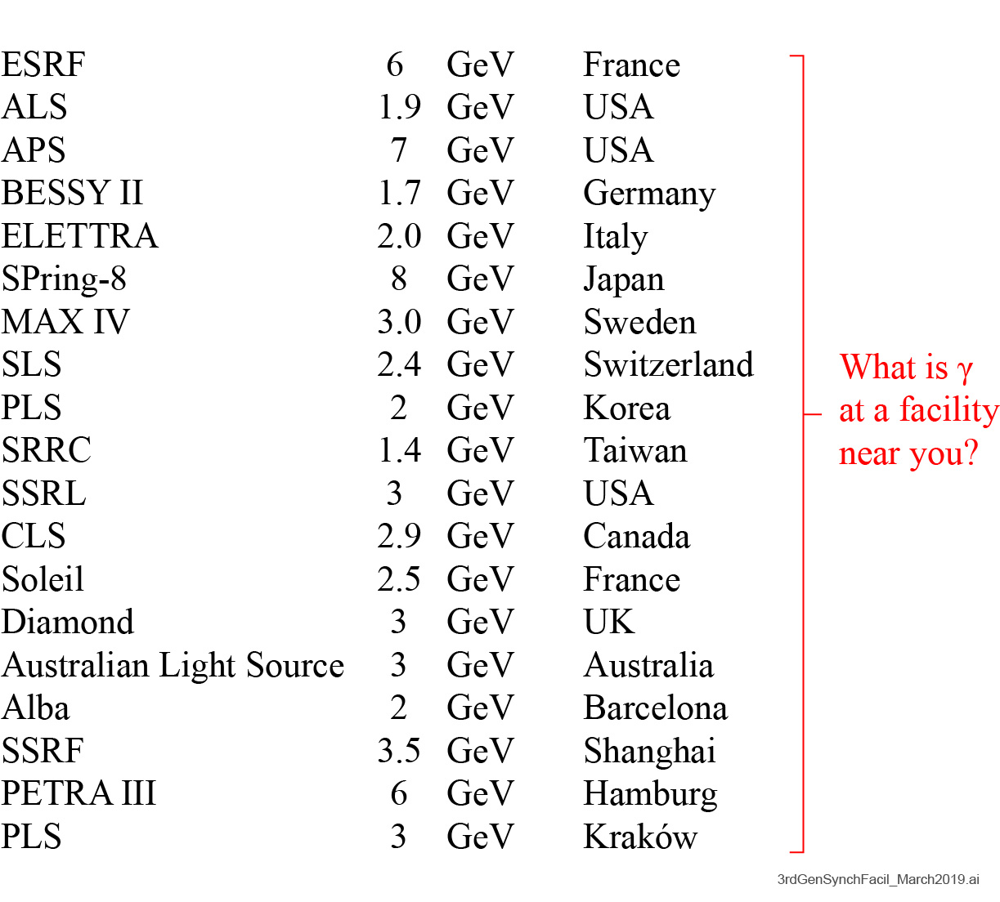 ESRF 6 GeV France
ALS 1.9 GeV USA
APS 7 GeV USA
BESSY II 1.7 GeV Germany
ELETTRA 2.0 GeV Italy
SPring-8 8 GeV Japan
MAX IV 3.0 GeV Sweden
SLS 2.4 GeV Switzerland
PLS 2 GeV Korea
SRRC 1.4 GeV Taiwan
SSRL 3 GeV USA
CLS 2.9 GeV Canada
Soleil 2.5 GeV France
Diamond 3 GeV UK
Australian Light Source 3 GeV Australia
Alba 2 GeV Barcelona
SSRF 3.5 GeV Shanghai
PETRA III 6 GeV Hamburg
PLS 3 GeV Kraków
What is γ
at a facility
near you?
3rdGenSynchFacil_March2019.ai